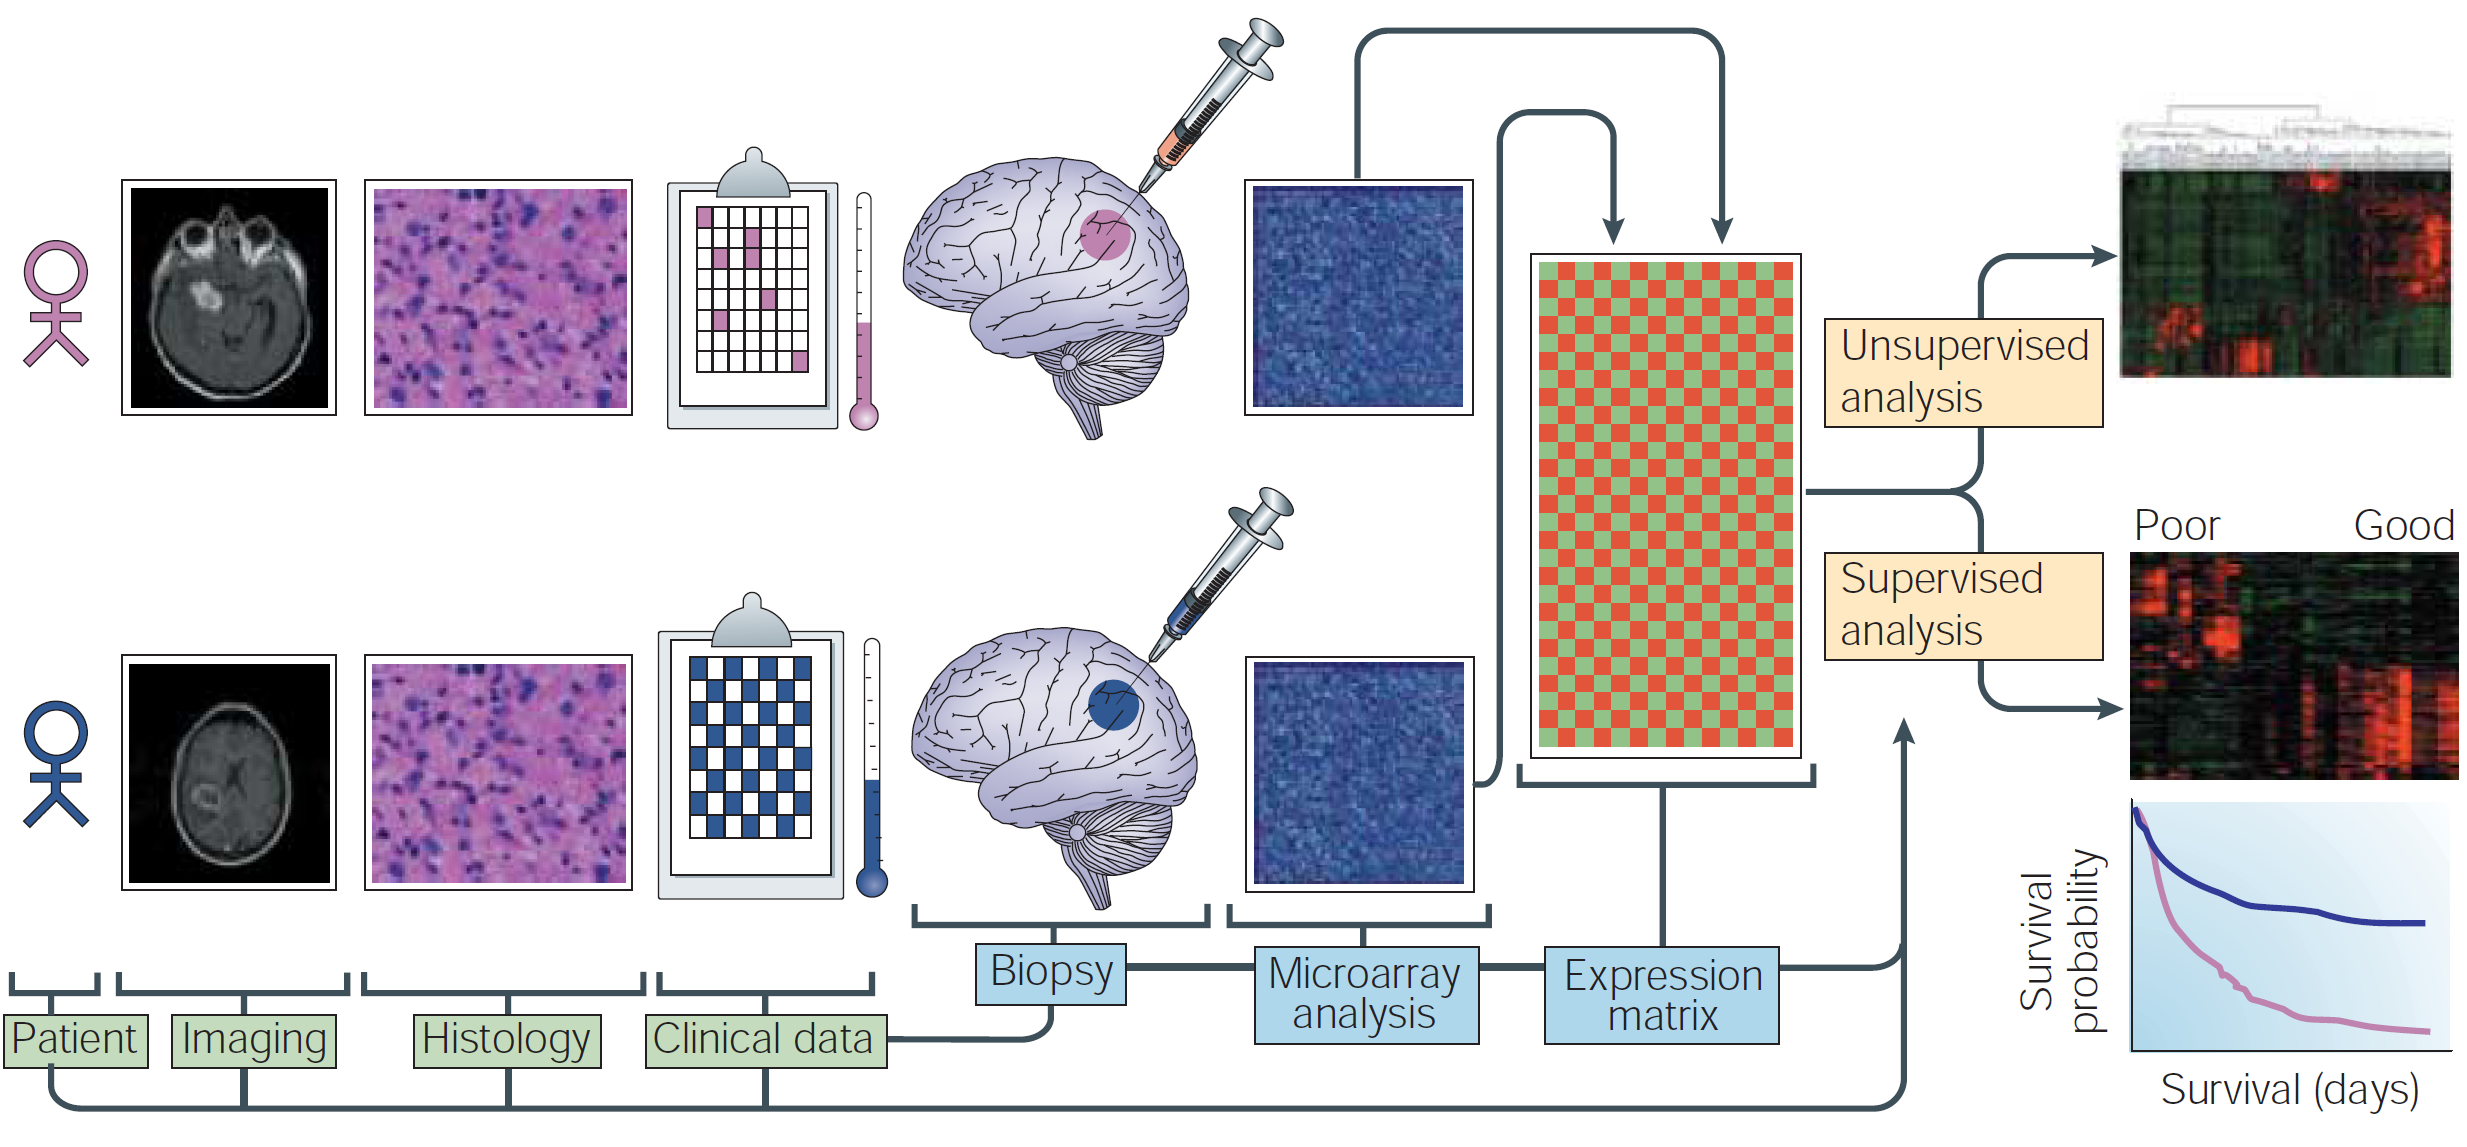 Unsupervised
analysis
Poor
Good
Supervised
analysis
Survival
probability
Survival (days)
Biopsy
Microarray
analysis
Expression
matrix
Patient
Imaging
Histology
Clinical data